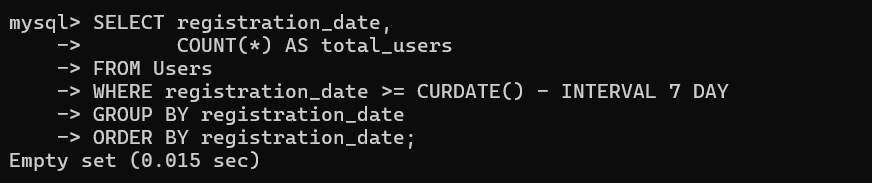 mysql> SELECT registration_date,
    ->        COUNT(*) AS total_users
    -> FROM Users
    -> WHERE registration_date >= CURDATE() - INTERVAL 7 DAY
    -> GROUP BY registration_date
    -> ORDER BY registration_date;
Empty set (0.015 sec)